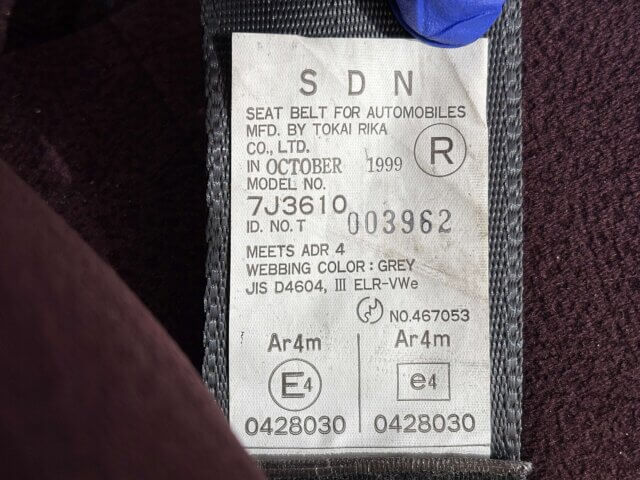 S D N
SEAT BELT FOR AUTOMOBILES
MFD. BY TOKAI RIKA
CO., LTD.
R
IN OCTOBER 1999
MODEL NO.
7J3610
ID. NO. T 003962
MEETS ADR 4
WEBBING COLOR : GREY
JIS D4604, III ELR-VWe
NO.467053
Ar4m Ar4m
E4 e4
0428030 0428030